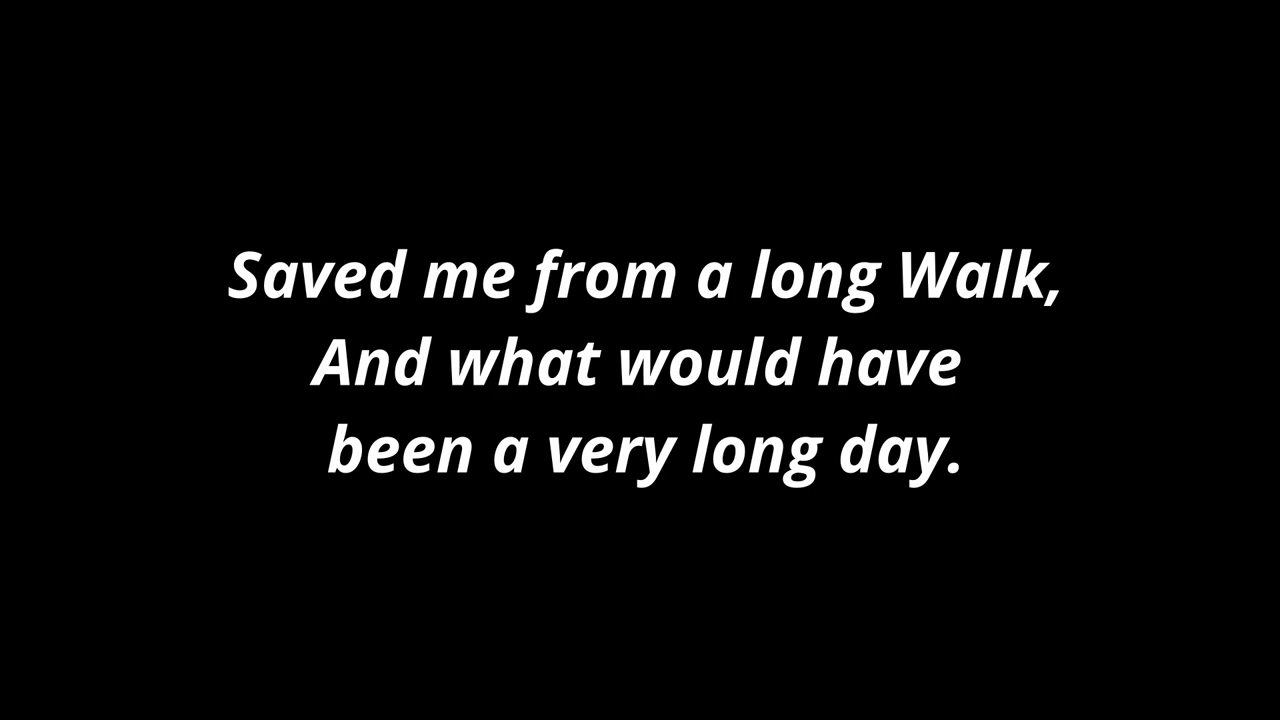 Saved me from a long Walk,
And what would have
been a very long day.